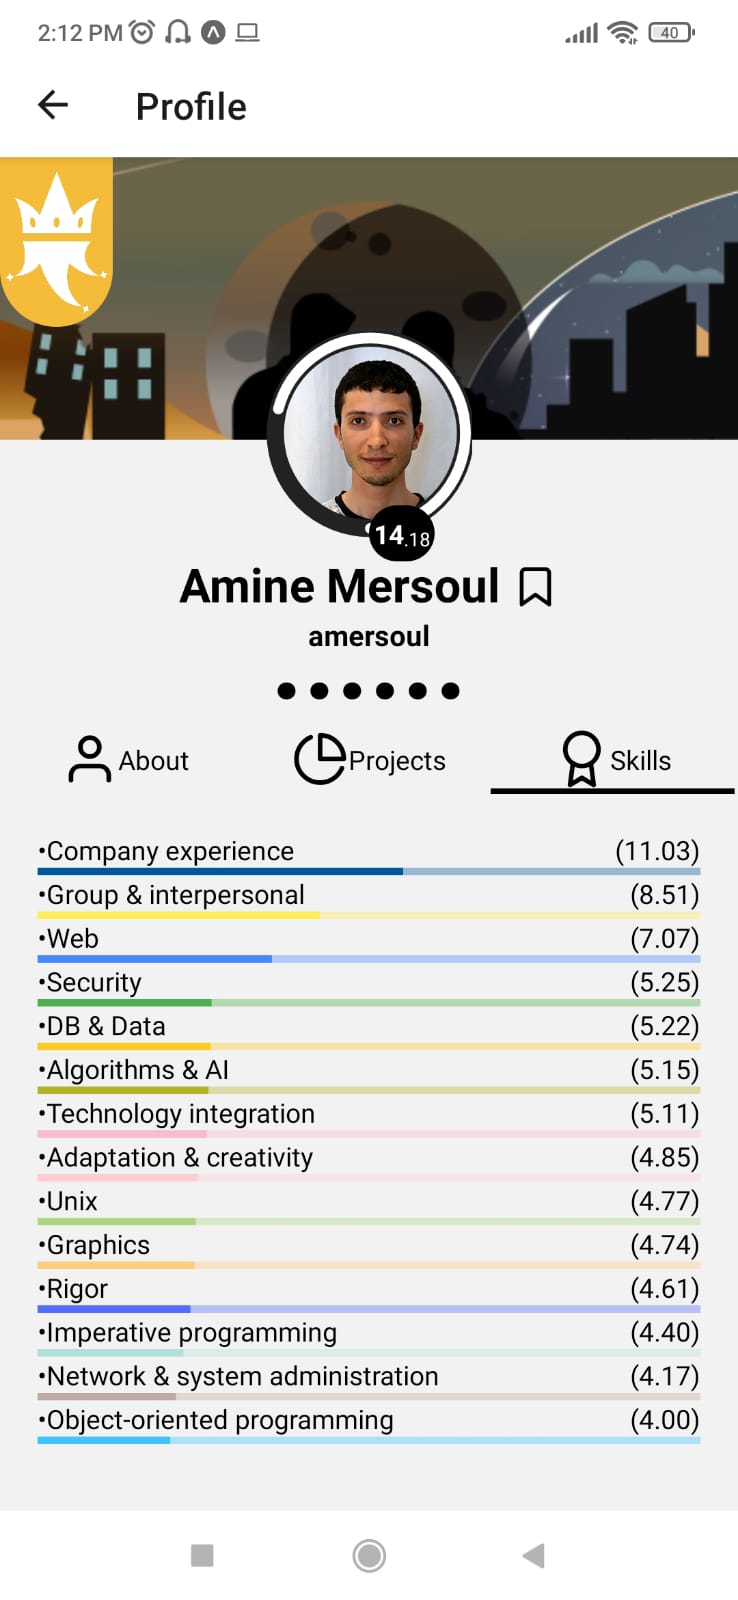 2:12 PM
40
Profile
14.18
Amine Mersoul
amersoul
About Projects Skills
•Company experience (11.03)
•Group & interpersonal (8.51)
•Web (7.07)
•Security (5.25)
•DB & Data (5.22)
•Algorithms & AI (5.15)
•Technology integration (5.11)
•Adaptation & creativity (4.85)
•Unix (4.77)
•Graphics (4.74)
•Rigor (4.61)
•Imperative programming (4.40)
•Network & system administration (4.17)
•Object-oriented programming (4.00)